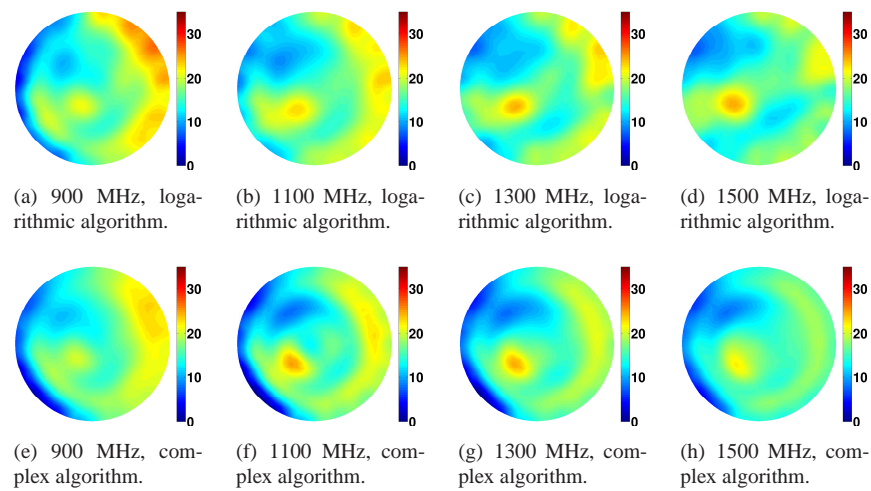 30
20
10
0
30
20
10
0
30
20
10
0
30
20
10
0
(a) 900 MHz, loga-
rithmic algorithm.
(b) 1100 MHz, loga-
rithmic algorithm.
(c) 1300 MHz, loga-
rithmic algorithm.
(d) 1500 MHz, loga-
rithmic algorithm.
30
20
10
0
30
20
10
0
30
20
10
0
30
20
10
0
(e) 900 MHz, com-
plex algorithm.
(f) 1100 MHz, com-
plex algorithm.
(g) 1300 MHz, com-
plex algorithm.
(h) 1500 MHz, com-
plex algorithm.